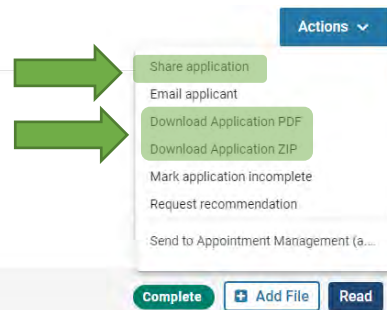 Actions
Share application
Email applicant
Download Application PDF
Download Application ZIP
Mark application incomplete
Request recommendation
Send to Appointment Management (a...
Complete Add File Read